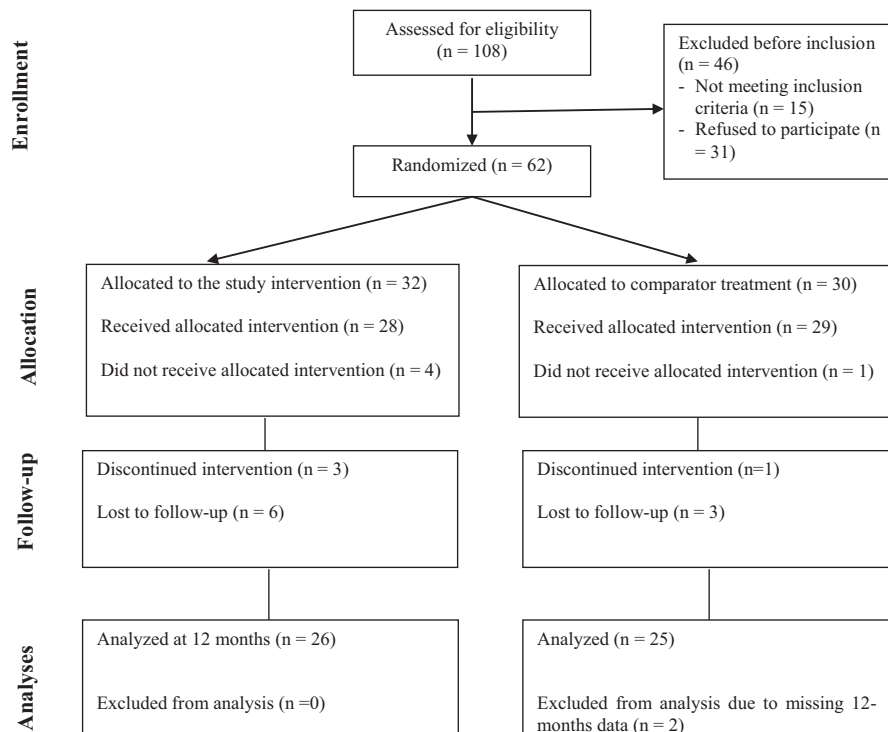 Enrollment
Assessed for eligibility
(n = 108)
Excluded before inclusion
(n = 46)
- Not meeting inclusion
criteria (n = 15)
- Refused to participate (n
= 31)
Randomized (n = 62)
Allocation
Allocated to the study intervention (n = 32)
Received allocated intervention (n = 28)
Did not receive allocated intervention (n = 4)
Allocated to comparator treatment (n = 30)
Received allocated intervention (n = 29)
Did not receive allocated intervention (n = 1)
Follow-up
Discontinued intervention (n = 3)
Lost to follow-up (n = 6)
Discontinued intervention (n=1)
Lost to follow-up (n = 3)
Analyses
Analyzed at 12 months (n = 26)
Excluded from analysis (n =0)
Analyzed (n = 25)
Excluded from analysis due to missing 12-
months data (n = 2)